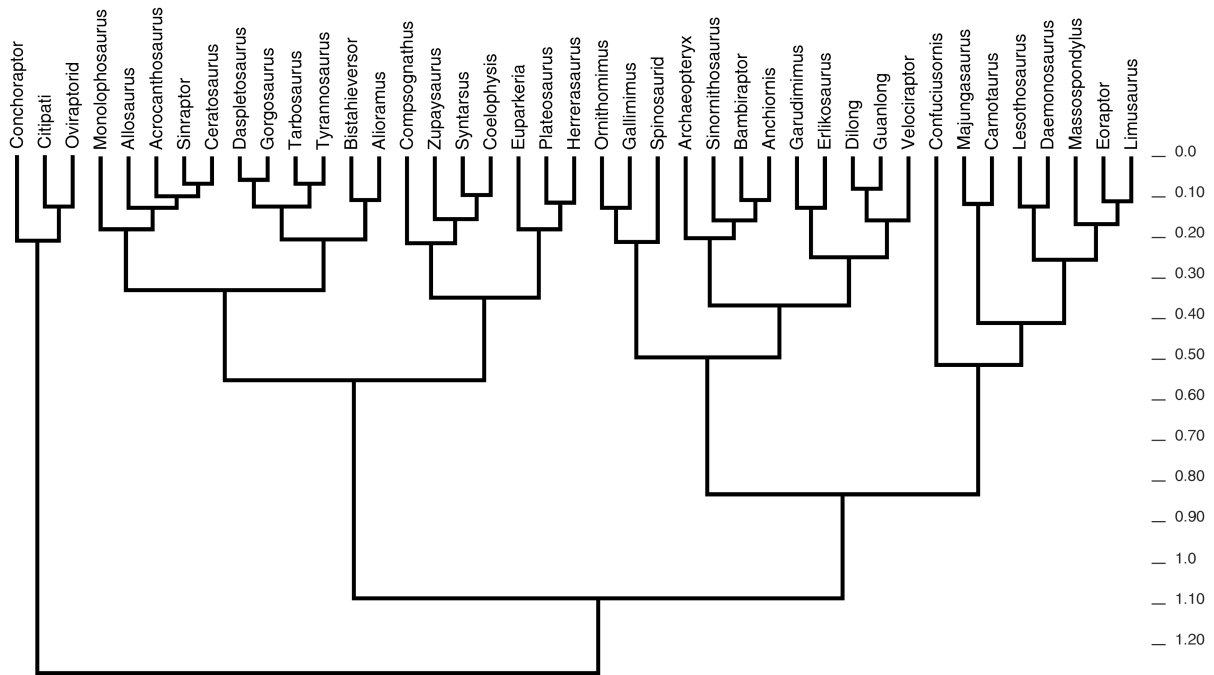 Conchoraptor
Citipati
Oviraptorid
Monolophosaurus
Allosaurus
Acrocanthosaurus
Sinraptor
Ceratosaurus
Daspletosaurus
Gorgosaurus
Tarbosaurus
Tyrannosaurus
Bistahieversor
Alioramus
Compsognathus
Zupaysaurus
Syntarsus
Coelophysis
Euparkeria
Plateosaurus
Herrerasaurus
Ornithomimus
Gallimimus
Spinosaurid
Archaeopteryx
Sinornithosaurus
Bambiraptor
Anchiornis
Garudimimus
Erlikosaurus
Dilong
Guanlong
Velociraptor
Confuciusornis
Majungasaurus
Carnotaurus
Lesothosaurus
Daemonosaurus
Massospondylus
Eoraptor
Limusaurus
0.0
0.10
0.20
0.30
0.40
0.50
0.60
0.70
0.80
0.90
1.0
1.10
1.20